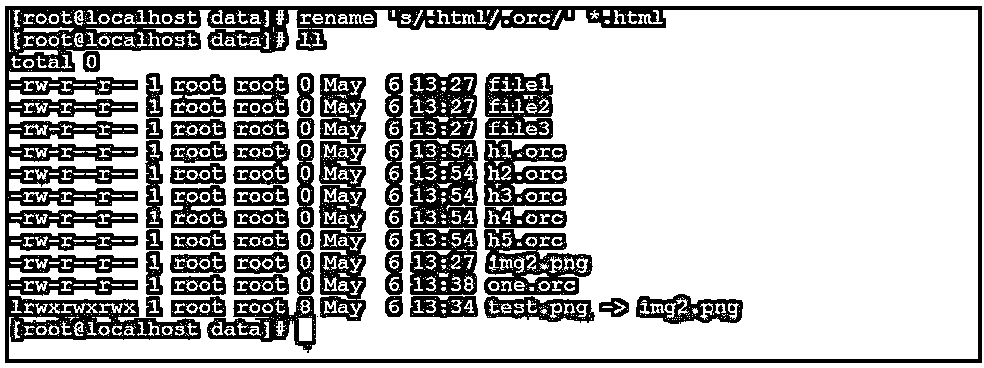 [root@localhost data]# rename 's/.html/.orc/' *.html
[root@localhost data]# ll
total 0
-rw-r--r-- 1 root root 0 May  6 13:27 file1
-rw-r--r-- 1 root root 0 May  6 13:27 file2
-rw-r--r-- 1 root root 0 May  6 13:27 file3
-rw-r--r-- 1 root root 0 May  6 13:54 h1.orc
-rw-r--r-- 1 root root 0 May  6 13:54 h2.orc
-rw-r--r-- 1 root root 0 May  6 13:54 h3.orc
-rw-r--r-- 1 root root 0 May  6 13:54 h4.orc
-rw-r--r-- 1 root root 0 May  6 13:54 h5.orc
-rw-r--r-- 1 root root 0 May  6 13:27 img2.png
-rw-r--r-- 1 root root 0 May  6 13:38 one.orc
lrwxrwxrwx 1 root root 8 May  6 13:34 test.png -> img2.png
[root@localhost data]#